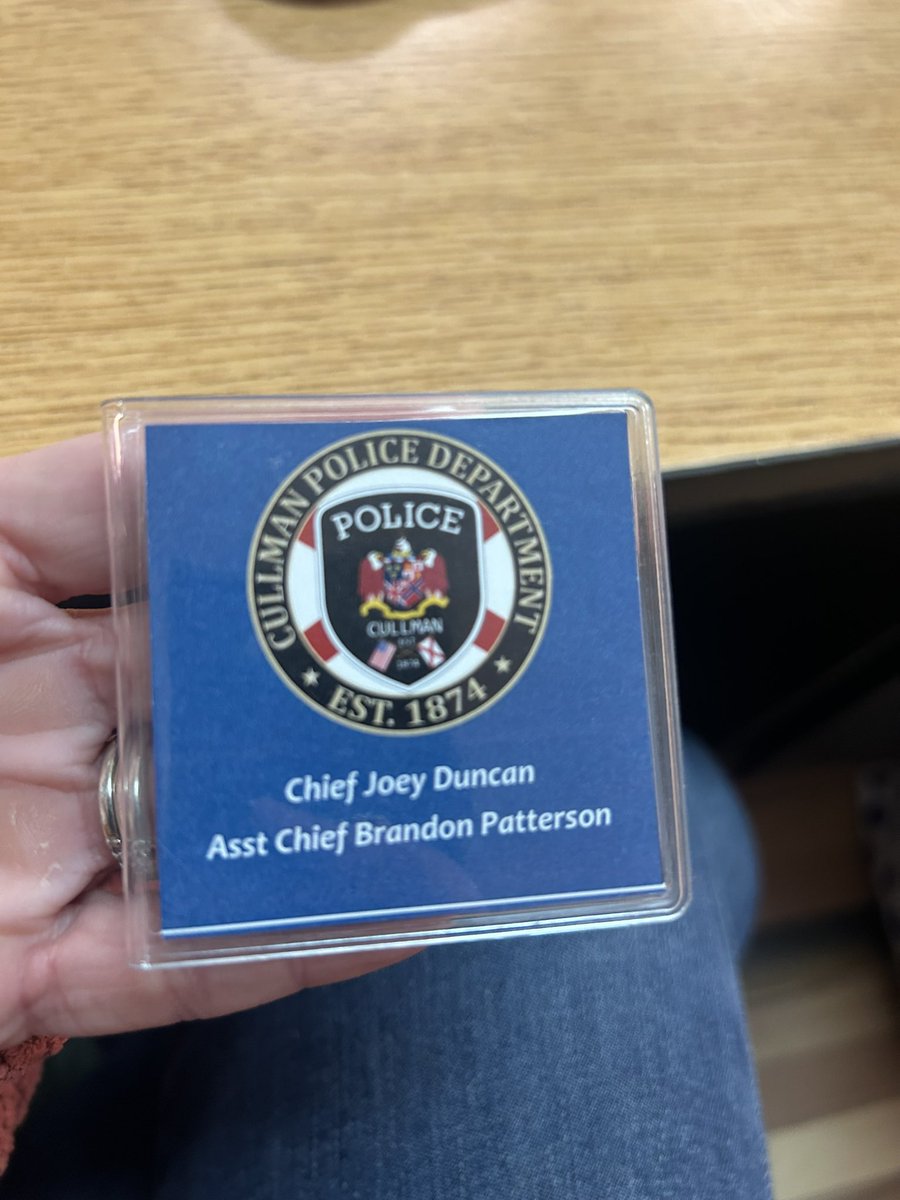 CULLMAN POLICE DEPARTMENT
POLICE
CULLMAN
EST. 1874
Chief Joey Duncan
Asst Chief Brandon Patterson